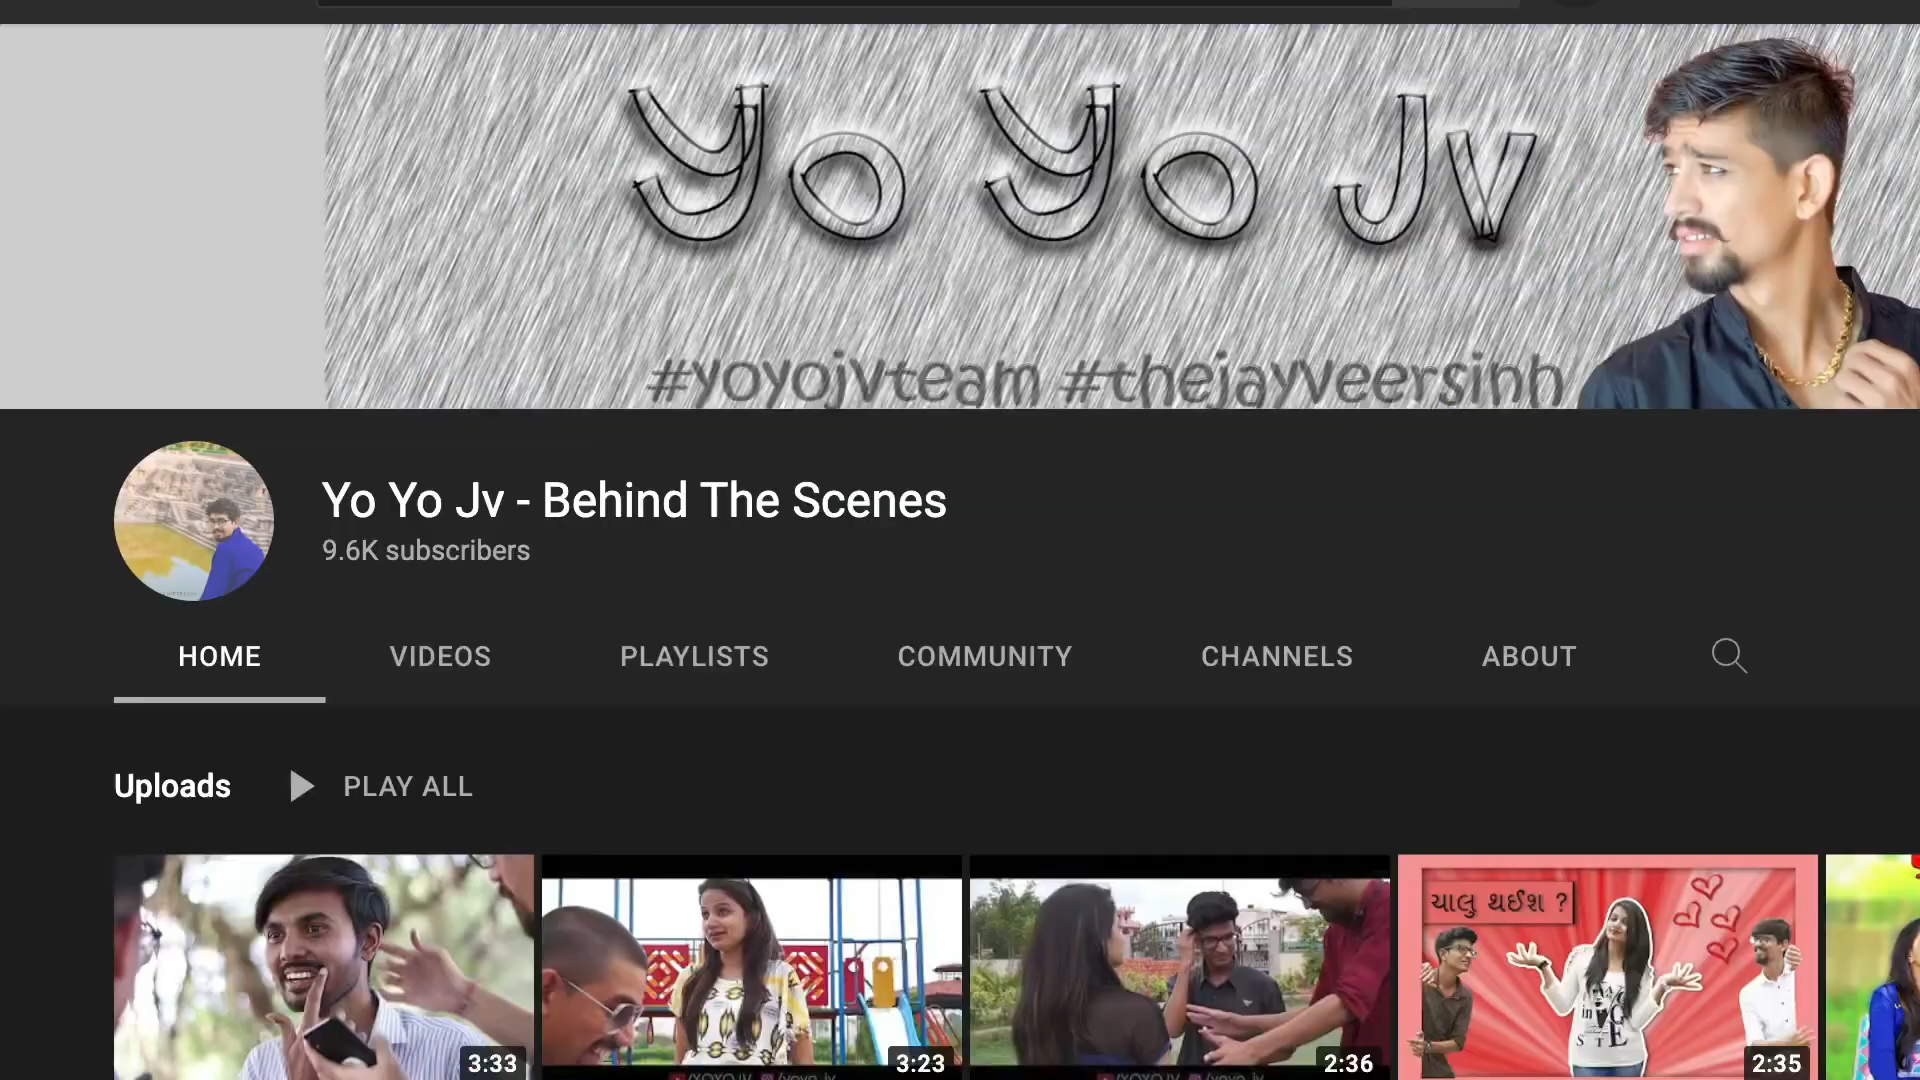 Yo Yo Jv
#yoyojvteam #thejayveersinh
Yo Yo Jv - Behind The Scenes
9.6K subscribers
HOME VIDEOS PLAYLISTS COMMUNITY CHANNELS ABOUT
Uploads PLAY ALL
ચાલુ થઈશ ?
3:33 3:23 2:36 2:35